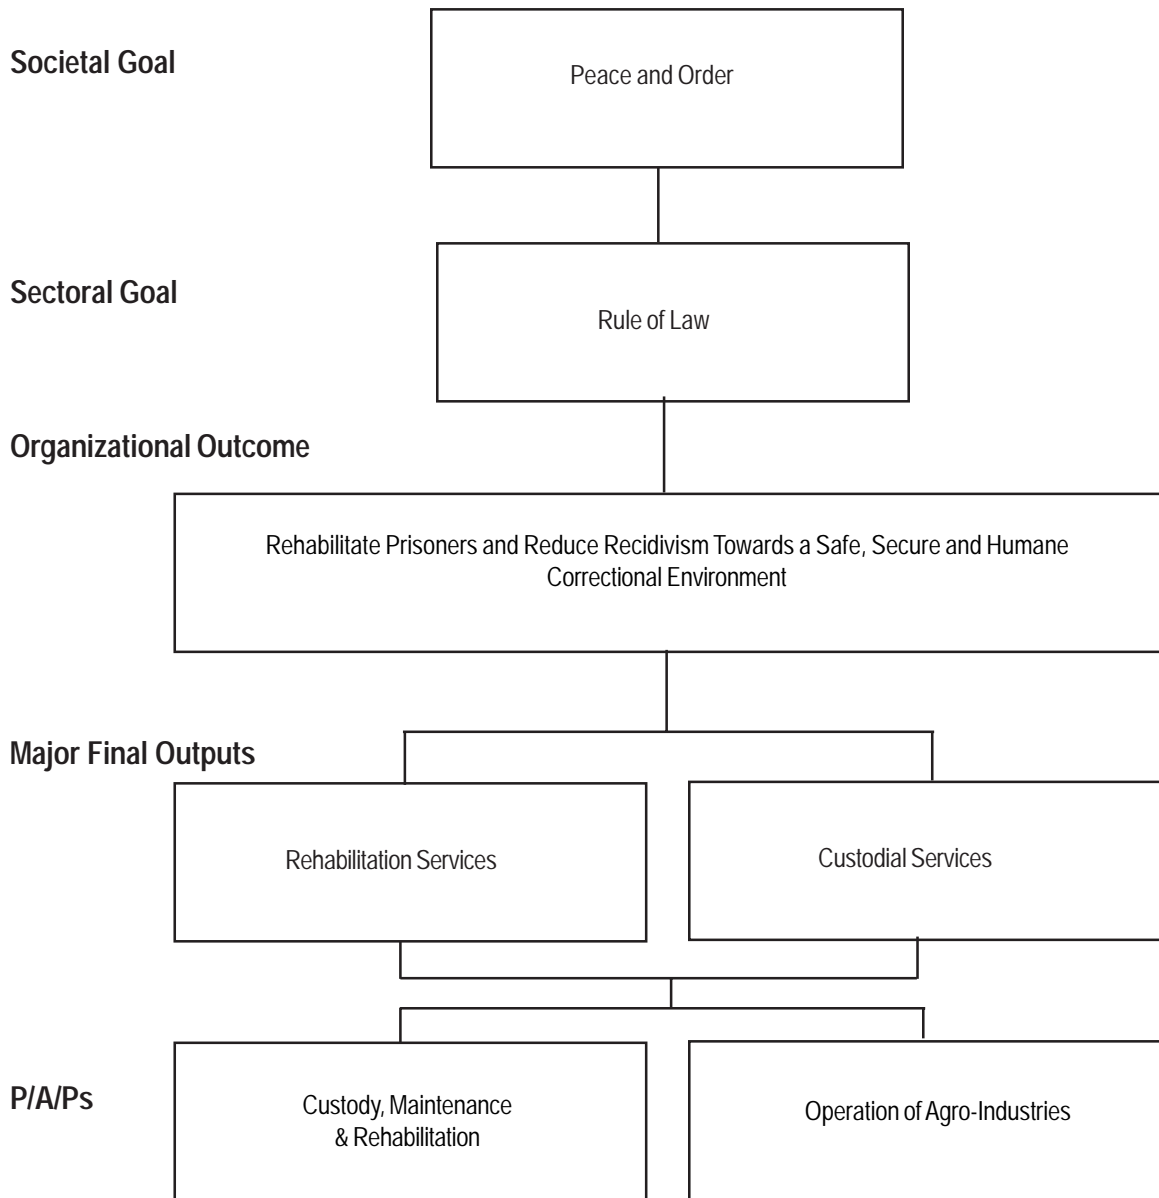 Societal Goal
Peace and Order
Sectoral Goal
Rule of Law
Organizational Outcome
Rehabilitate Prisoners and Reduce Recidivism Towards a Safe, Secure and Humane
Correctional Environment
Major Final Outputs
Rehabilitation Services
Custodial Services
P/A/Ps
Custody, Maintenance
& Rehabilitation
Operation of Agro-Industries